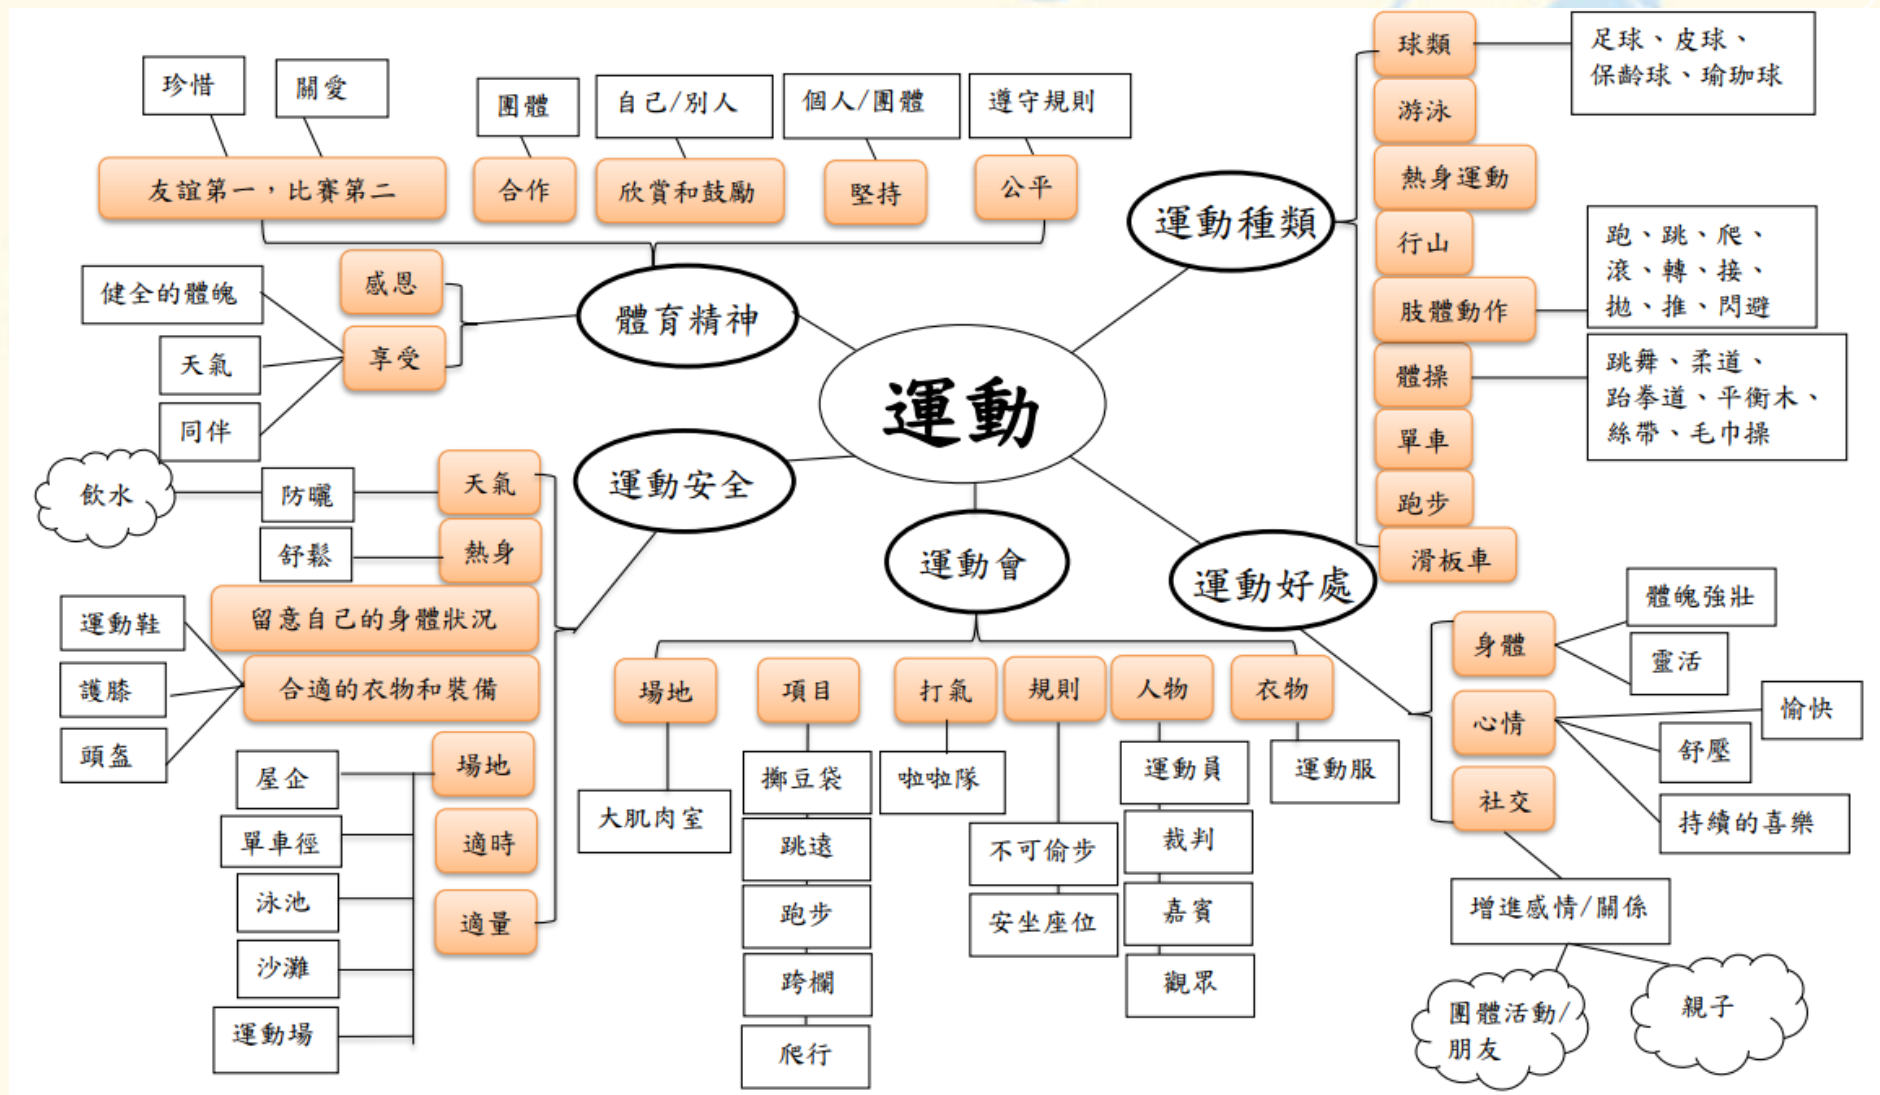 運動
體育精神
友誼第一，比賽第二
珍惜
關愛
合作
團體
欣賞和鼓勵
自己/別人
堅持
個人/團體
公平
遵守規則
感恩
享受
健全的體魄
天氣
同伴
運動種類
球類
足球、皮球、
保齡球、瑜珈球
游泳
熱身運動
行山
肢體動作
跑、跳、爬、
滾、轉、接、
拋、推、閃避
體操
跳舞、柔道、
跆拳道、平衡木、
絲帶、毛巾操
單車
跑步
滑板車
運動安全
天氣
防曬
飲水
熱身
舒鬆
留意自己的身體狀況
合適的衣物和裝備
運動鞋
護膝
頭盔
場地
屋企
單車徑
泳池
沙灘
運動場
適時
適量
運動會
場地
大肌肉室
項目
擲豆袋
跳遠
跑步
跨欄
爬行
打氣
啦啦隊
規則
不可偷步
安坐座位
人物
運動員
裁判
嘉賓
觀眾
衣物
運動服
運動好處
身體
體魄強壯
靈活
心情
愉快
舒壓
持續的喜樂
社交
增進感情/關係
團體活動/
朋友
親子